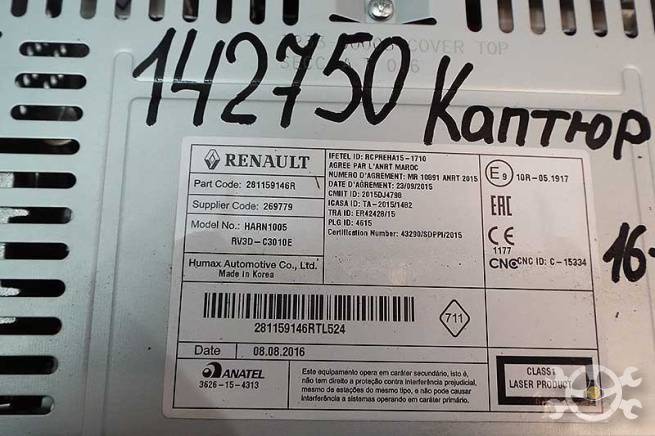 COVER TOP
SECC
142750 Каптюр
16-
RENAULT
Part Code: 281159146R
Supplier Code: 269779
Model No.: HARN1005
RV3D-C3010E
Humax Automotive Co., Ltd.
Made in Korea
IFETEL ID: RCPREHA15-1710
AGREE PAR L'ANRT MAROC
NUMERO D'AGREMENT: MR 10891 ANRT 2015
DATE D'AGREMENT: 23/09/2015
CMIIT ID: 2015DJ4798
ICASA ID: TA-2015/1482
TRA ID: ER42428/15
PLG ID: 4615
Certification Number: 43290/SDPPI/2015
E9 10R-05.1917
EAC
CE
1177
CNC CNC ID: C-15334
281159146RTL524
711
Date 08.08.2016
ANATEL
3626-15-4313
Este equipamento opera em caráter secundário, isto é,
não tem direito a proteção contra interferência prejudicial,
mesmo de estações do mesmo tipo, e não pode causar
interferência a sistemas operando em caráter primário.
CLASS 1
LASER PRODUCT